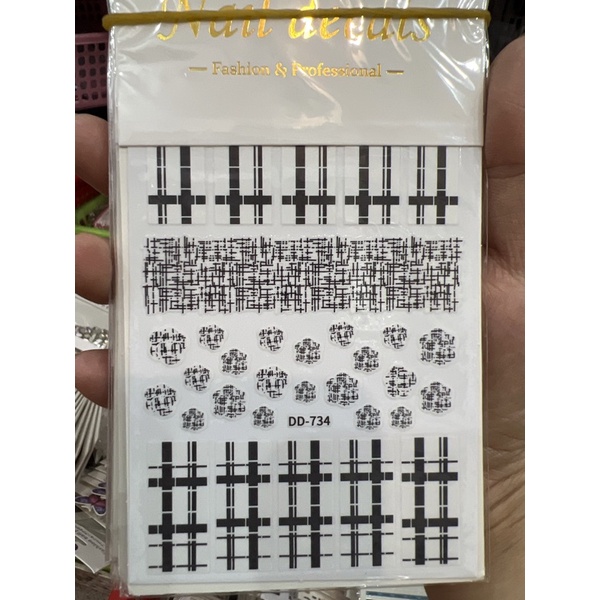 Nail decals
— Fashion & Professional —
DD-734